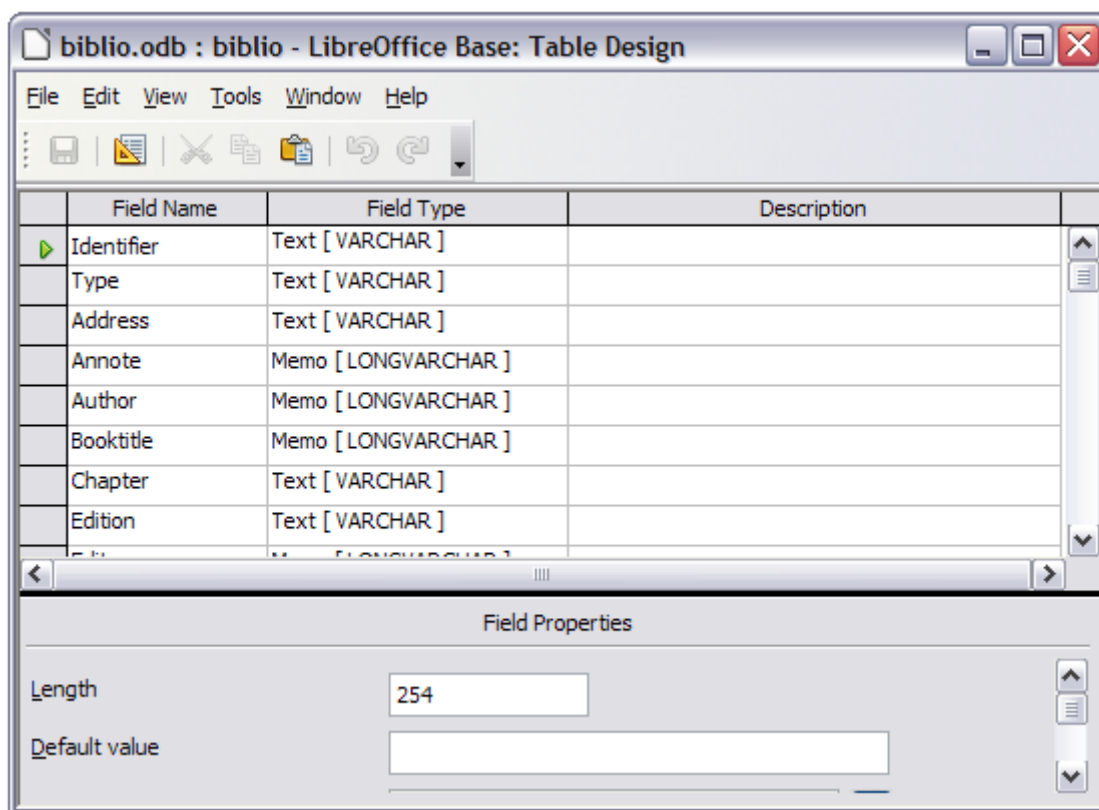 biblio.odb : biblio - LibreOffice Base: Table Design
File Edit View Tools Window Help
Field Name Field Type Description
Identifier Text [ VARCHAR ]
Type Text [ VARCHAR ]
Address Text [ VARCHAR ]
Annote Memo [ LONGVARCHAR ]
Author Memo [ LONGVARCHAR ]
Booktitle Memo [ LONGVARCHAR ]
Chapter Text [ VARCHAR ]
Edition Text [ VARCHAR ]
Field Properties
Length 254
Default value